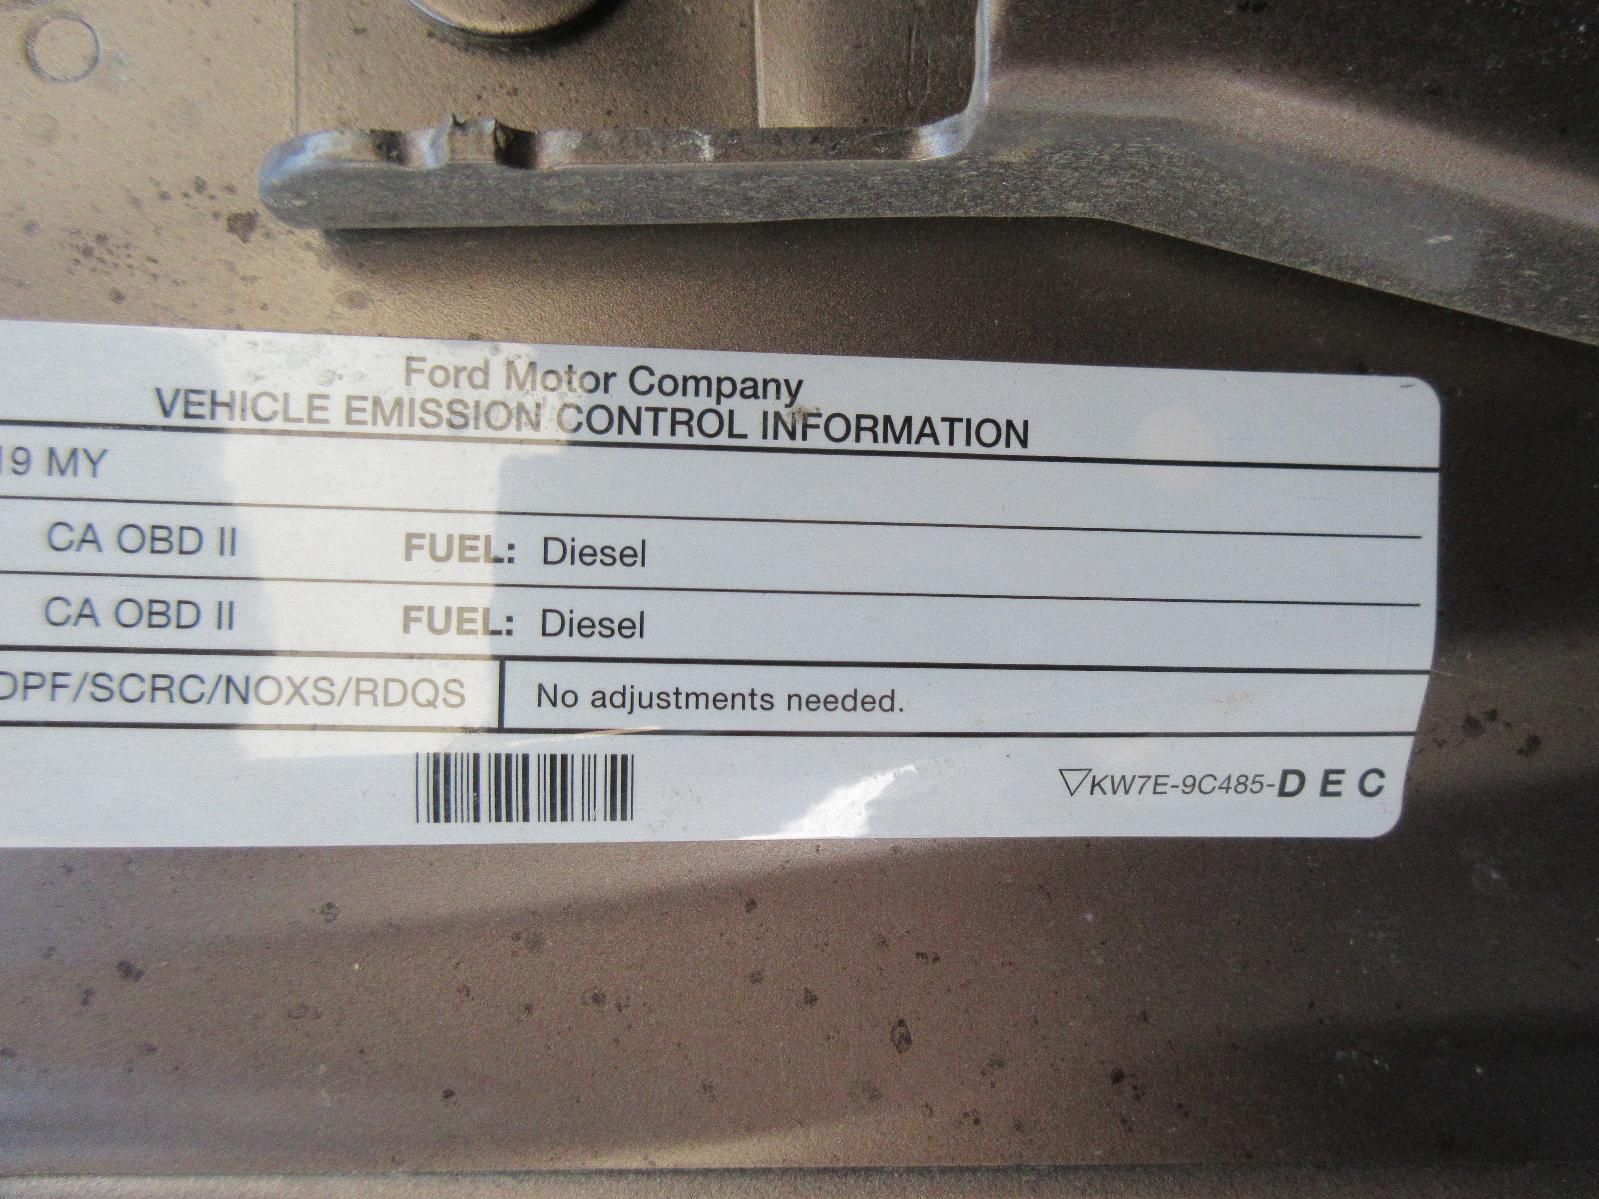 Ford Motor Company
VEHICLE EMISSION CONTROL INFORMATION
19 MY
CA OBD II FUEL: Diesel
CA OBD II FUEL: Diesel
DPF/SCRC/NOXS/RDQS No adjustments needed.
▽KW7E-9C485-D E C